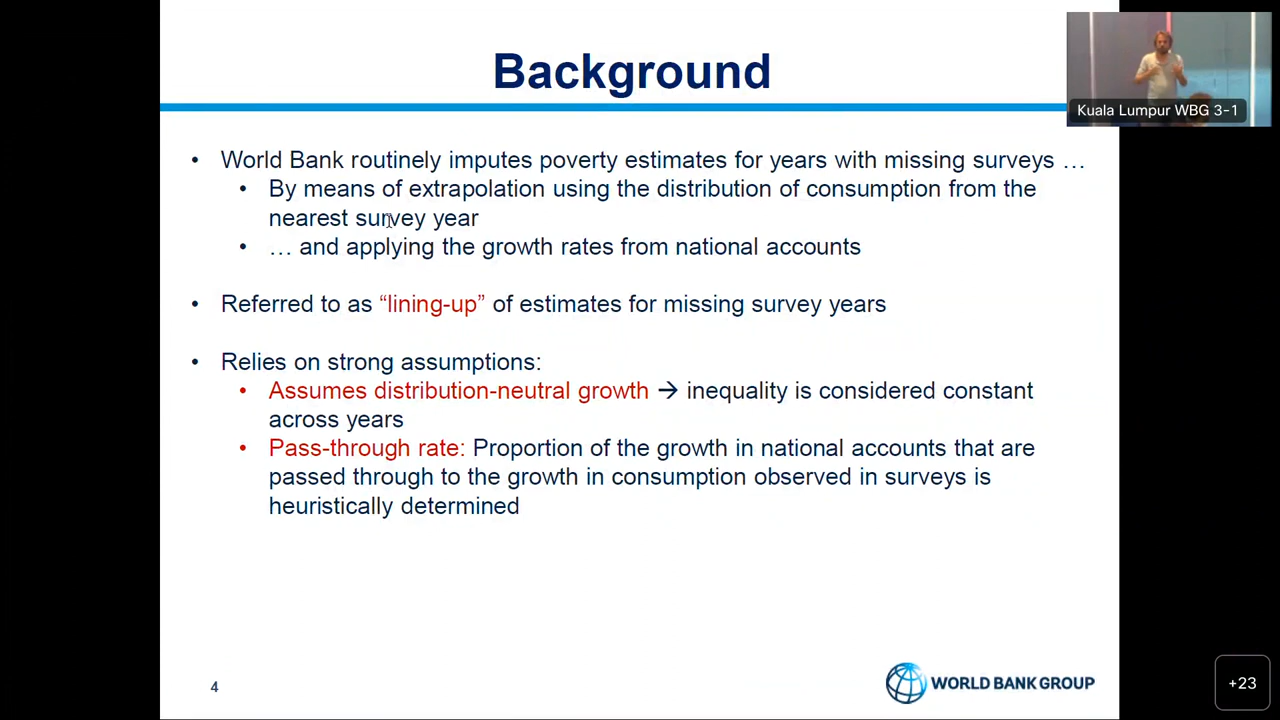 Background
Kuala Lumpur WBG 3-1
• World Bank routinely imputes poverty estimates for years with missing surveys …
• By means of extrapolation using the distribution of consumption from the
nearest survey year
• … and applying the growth rates from national accounts
• Referred to as “lining-up” of estimates for missing survey years
• Relies on strong assumptions:
• Assumes distribution-neutral growth → inequality is considered constant
across years
• Pass-through rate: Proportion of the growth in national accounts that are
passed through to the growth in consumption observed in surveys is
heuristically determined
4
WORLD BANK GROUP
+23